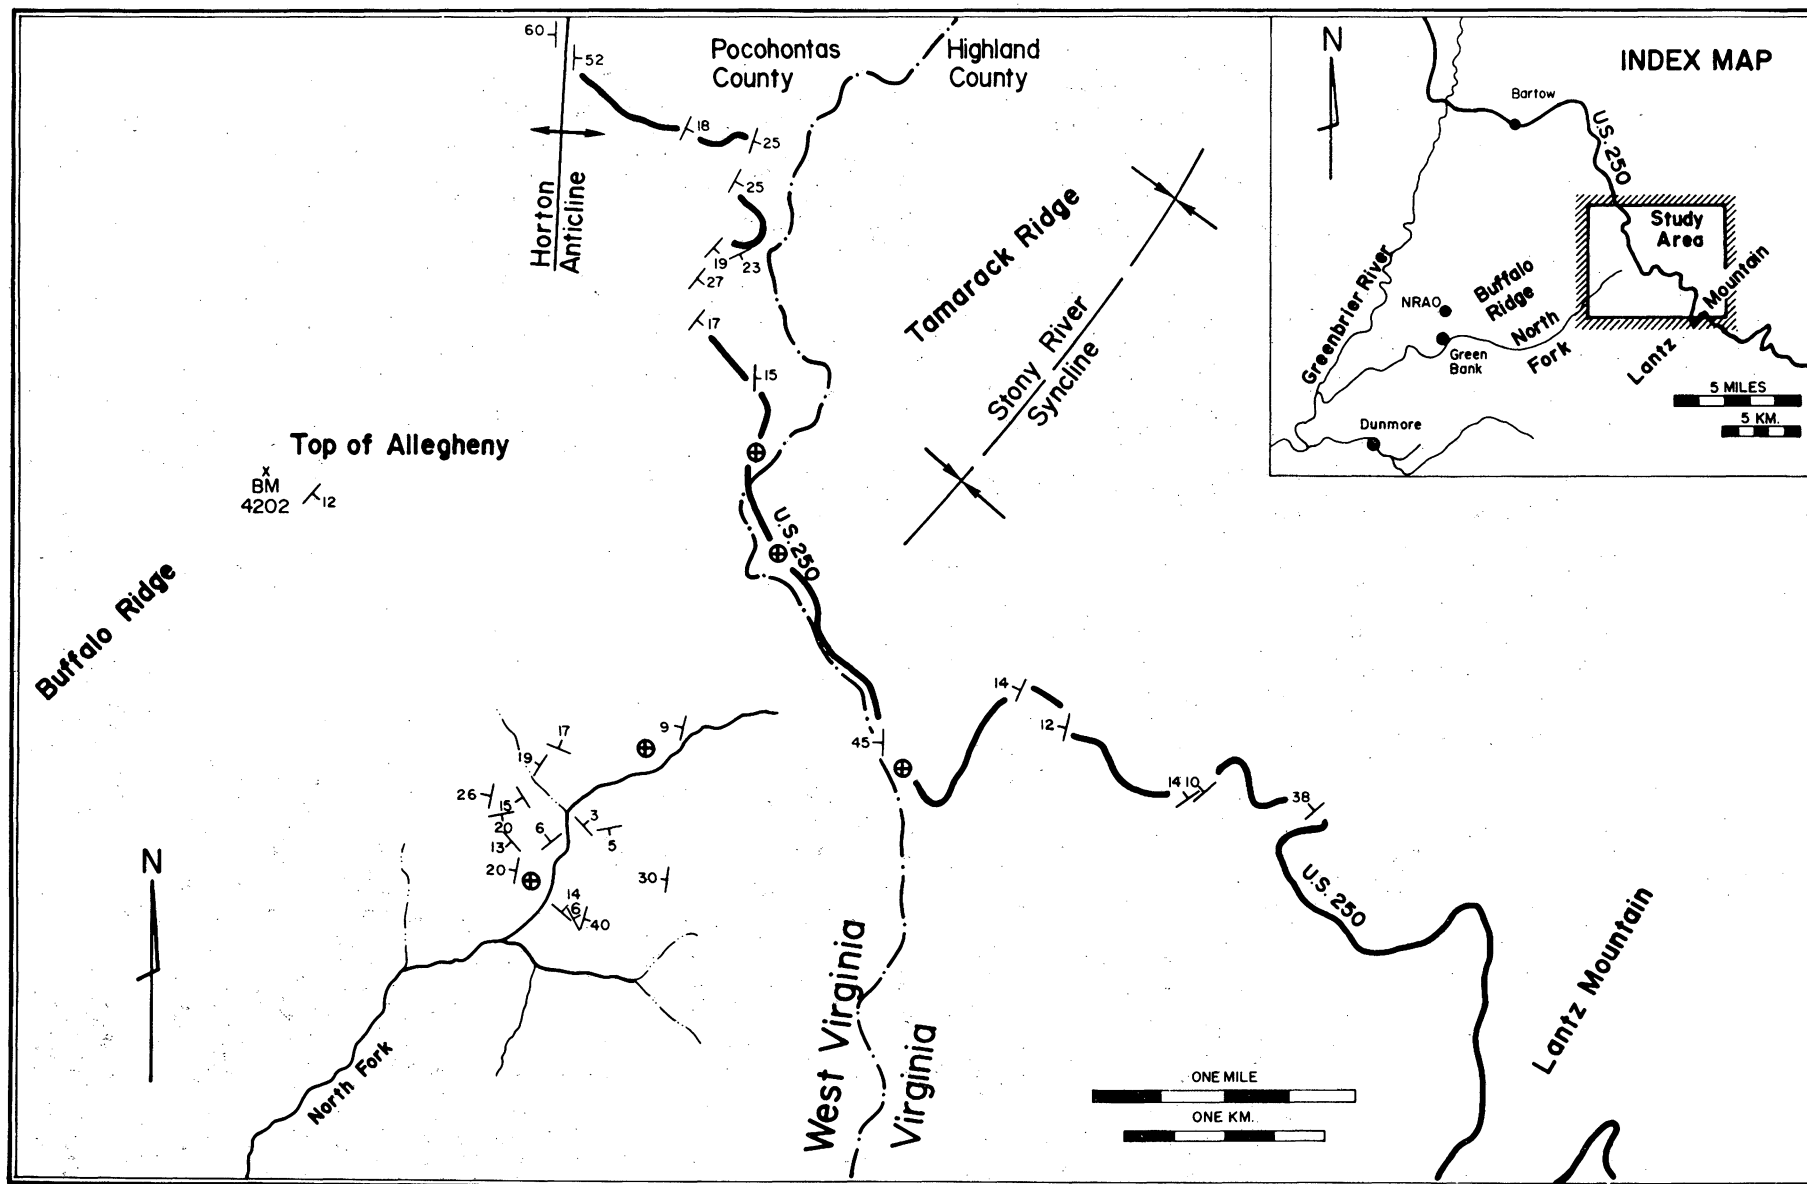 60
52
Pocohontas
County
Highland
County
18
25
25
Horton
Anticline
19
23
27
17
15
Tamarack Ridge
Stony River
Syncline
Top of Allegheny
x
BM
4202
12
Buffalo Ridge
U.S. 250
INDEX MAP
N
Bartow
U.S. 250
Study
Area
Greenbrier River
NRAO
Buffalo
Ridge
North
Fork
Green
Bank
Mountain
Lantz
Dunmore
5 MILES
5 KM.
9
17
19
26
15
20
13
20
6
3
5
30
14
6
40
45
14
12
14
10
38
U.S. 250
N
North Fork
West Virginia
Virginia
Lantz Mountain
ONE MILE
ONE KM.